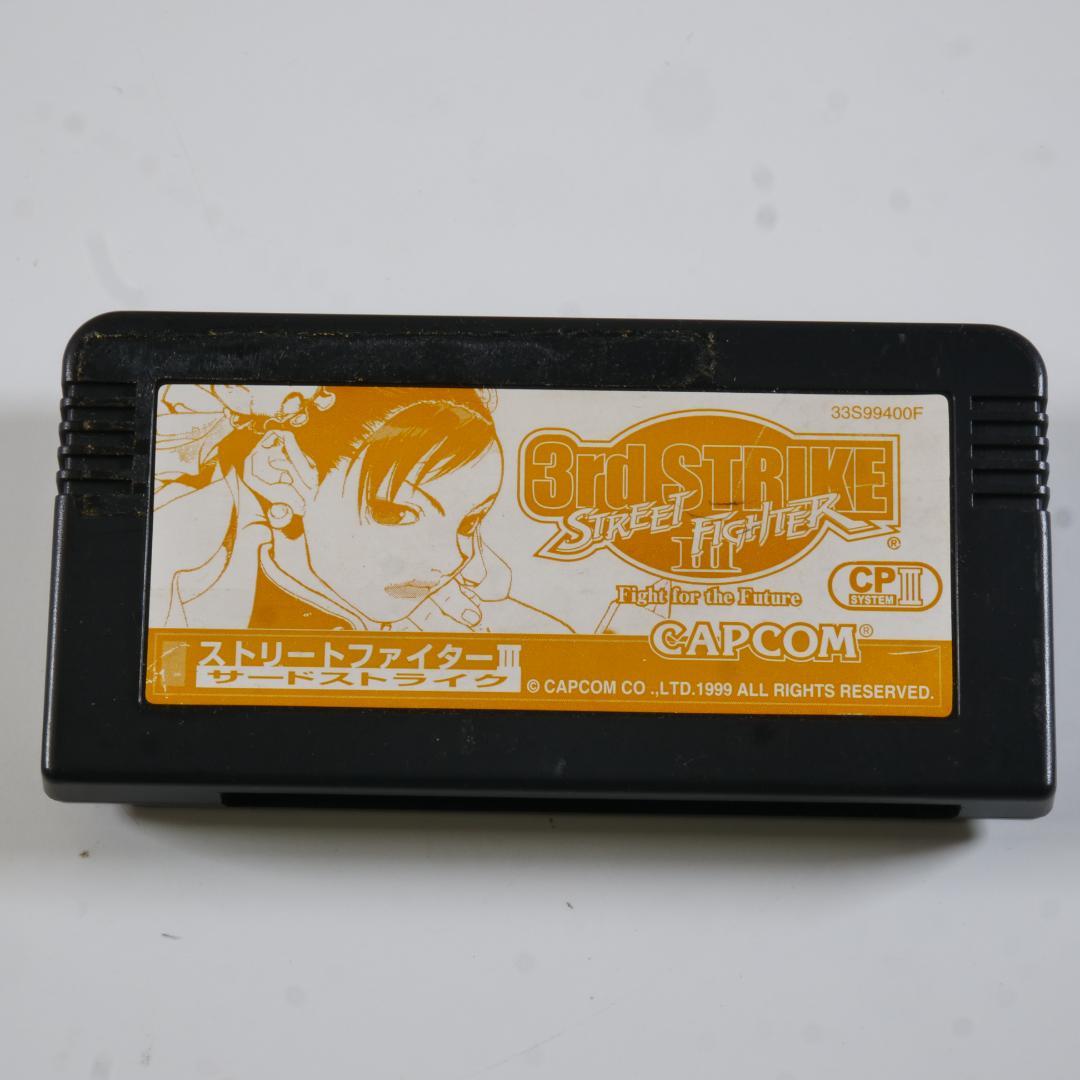 33S99400F
3rd STRIKE
STREET FIGHTER
III
®
Fight for the Future
CP SYSTEM III
CAPCOM®
ストリートファイターIII
サードストライク
© CAPCOM CO .,LTD.1999 ALL RIGHTS RESERVED.